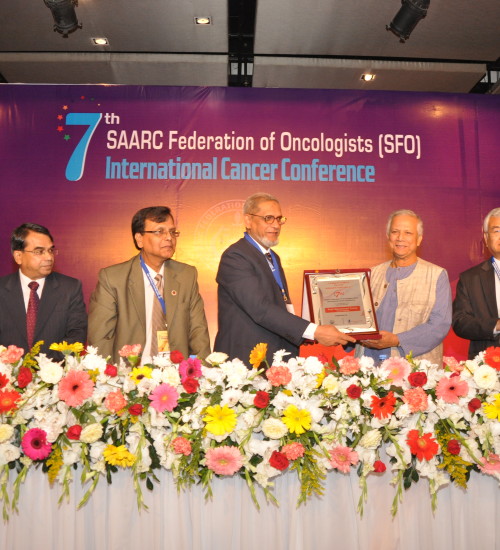 7th
SAARC Federation of Oncologists (SFO)
International Cancer Conference